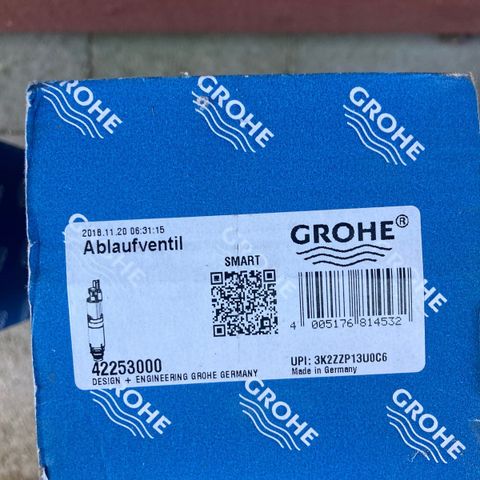 GROHE
GROHE
GROHE
2018.11.20 06:31:15
Ablaufventil
SMART
GROHE®
4 005176 814532
42253000
UPI: 3K2ZZP13U0C6
DESIGN + ENGINEERING GROHE GERMANY
Made in Germany
GROHE
GROHE
GROHE